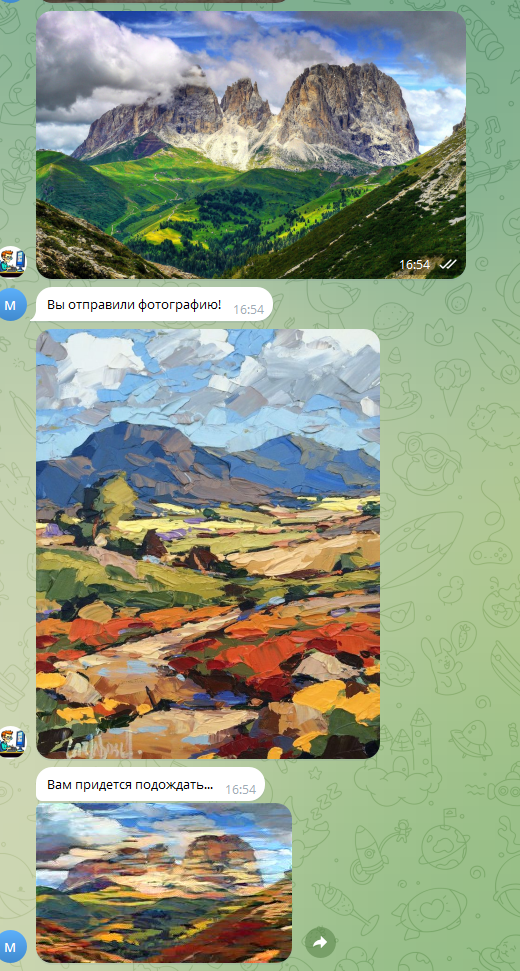 16:54
М
Вы отправили фотографию! 16:54
Вам придется подождать... 16:54
М